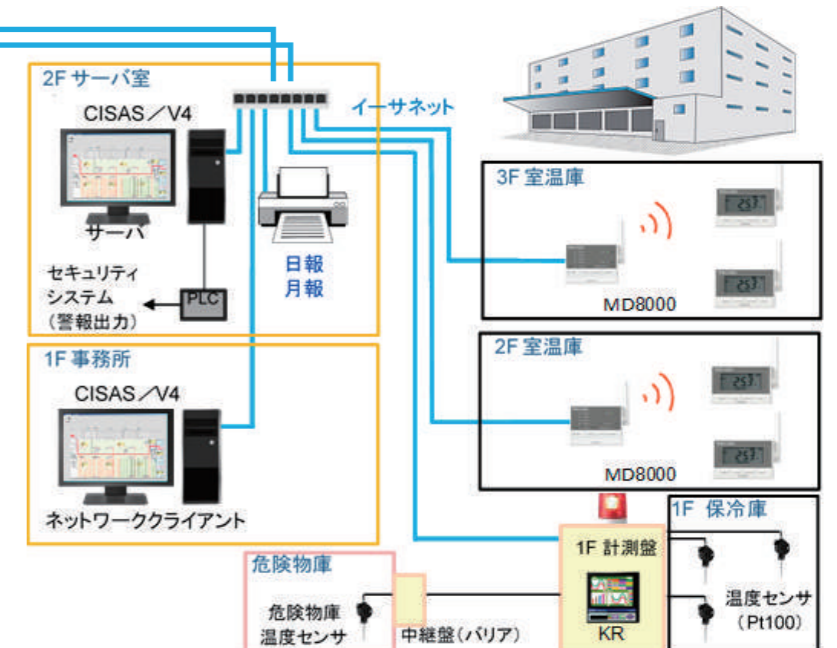 2F サーバ室
CISAS／V4
サーバ
セキュリティ
システム
(警報出力)
PLC
日報
月報
イーサネット
1F 事務所
CISAS／V4
ネットワーククライアント
3F 室温庫
MD8000
2F 室温庫
MD8000
1F 保冷庫
温度センサ
(Pt100)
1F 計測盤
KR
危険物庫
危険物庫
温度センサ
中継盤(バリア)